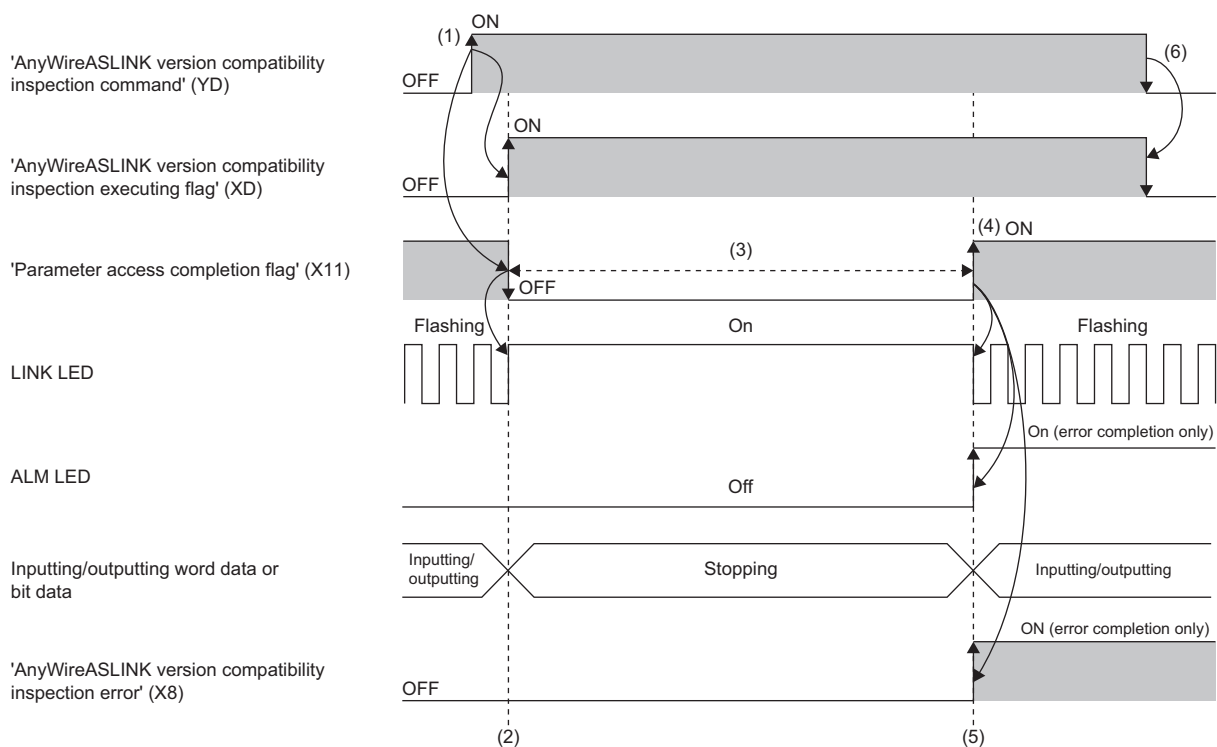 ON
(1)
'AnyWireASLINK version compatibility
inspection command' (YD)
OFF
(6)
ON
'AnyWireASLINK version compatibility
inspection executing flag' (XD)
OFF
(4) ON
(3)
'Parameter access completion flag' (X11)
OFF
Flashing
On
Flashing
LINK LED
On (error completion only)
ALM LED
Off
Inputting/outputting word data or
bit data
Inputting/
outputting
Stopping
Inputting/outputting
ON (error completion only)
'AnyWireASLINK version compatibility
inspection error' (X8)
OFF
(2)
(5)